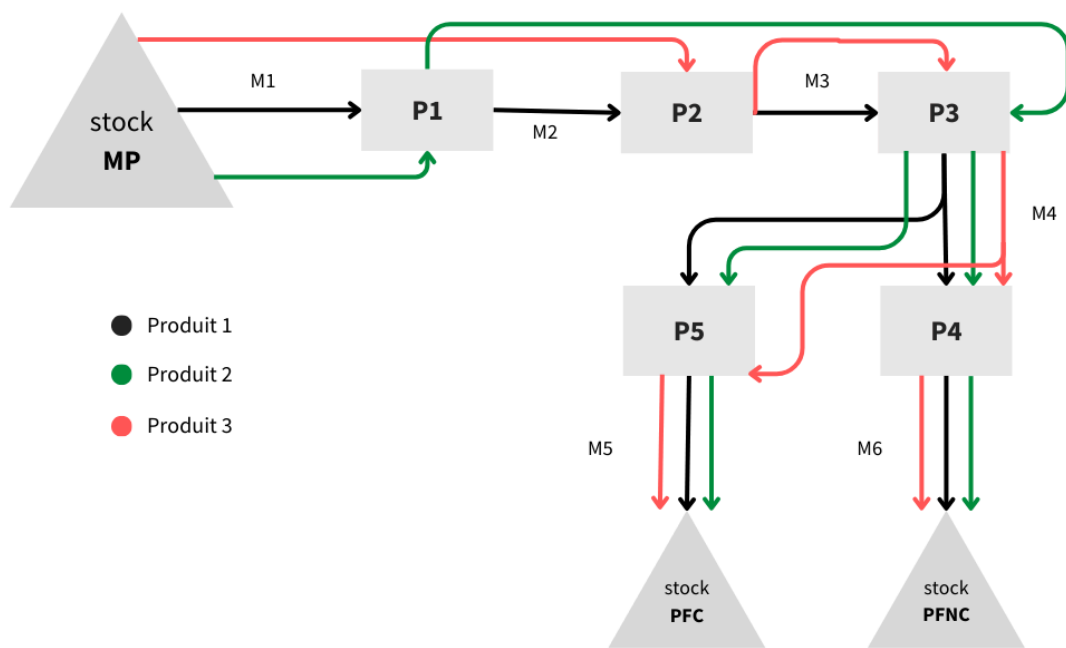 M1
M2
M3
P1
P2
P3
stock
MP
M4
Produit 1
Produit 2
Produit 3
P5
P4
M5
M6
stock
PFC
stock
PFNC